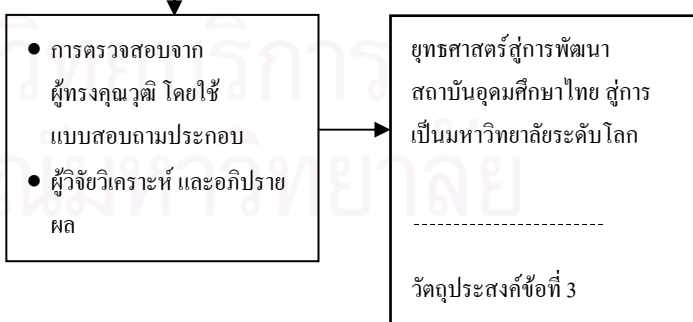 ● การตรวจสอบจาก
ผู้ทรงคุณวุฒิ โดยใช้
แบบสอบถามประกอบ
● ผู้วิจัยวิเคราะห์ และอภิปราย
ผล
ยุทธศาสตร์สู่การพัฒนา
สถาบันอุดมศึกษาไทย สู่การ
เป็นมหาวิทยาลัยระดับโลก
------------------------
วัตถุประสงค์ข้อที่ 3